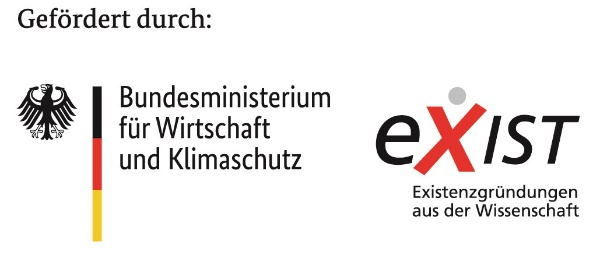 Gefördert durch:
Bundesministerium
für Wirtschaft
und Klimaschutz
eXIST
Existenzgründungen
aus der Wissenschaft